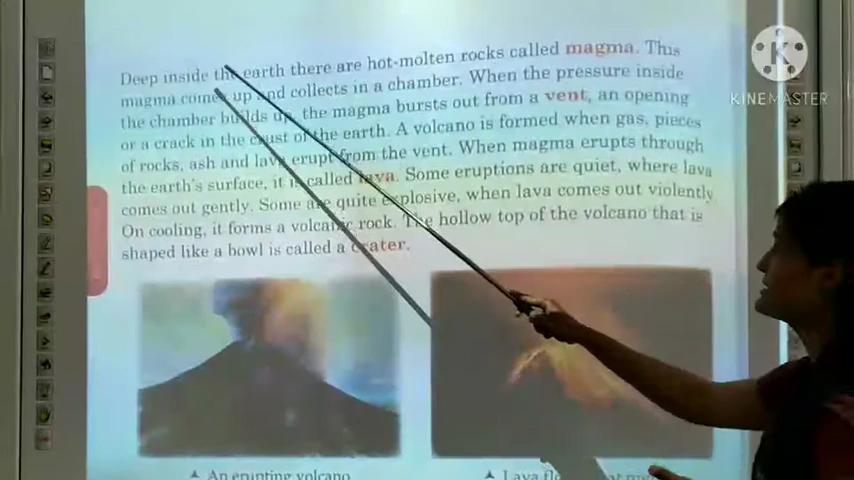 Deep inside the earth there are hot-molten rocks called magma. This
magma comes up and collects in a chamber. When the pressure inside
the chamber builds up, the magma bursts out from a vent, an opening
or a crack in the crust of the earth. A volcano is formed when gas, pieces
of rocks, ash and lava erupt from the vent. When magma erupts through
the earth's surface, it is called lava. Some eruptions are quiet, where lava
comes out gently. Some are quite explosive, when lava comes out violently
On cooling, it forms a volcanic rock. The hollow top of the volcano that is
shaped like a bowl is called a crater.
An erupting volcano
Lava
KINEMASTER